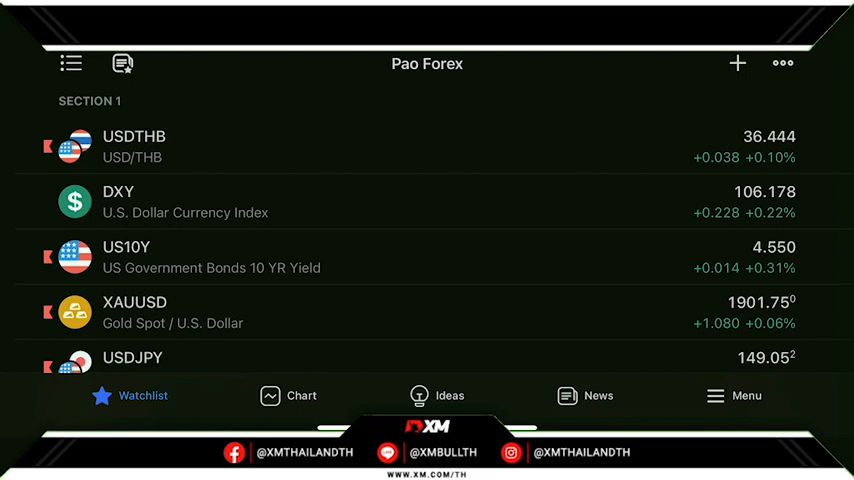 Pao Forex
SECTION 1
USDTHB
36.444
USD/THB
+0.038 +0.10%
$
DXY
106.178
U.S. Dollar Currency Index
+0.228 +0.22%
US10Y
4.550
US Government Bonds 10 YR Yield
+0.014 +0.31%
XAUUSD
1901.75⁰
Gold Spot / U.S. Dollar
+1.080 +0.06%
USDJPY
149.05²
Watchlist
Chart
Ideas
News
Menu
XM
@XMTHAILANDTH
LINE
@XMBULLTH
@XMTHAILANDTH
WWW.XM.COM/TH